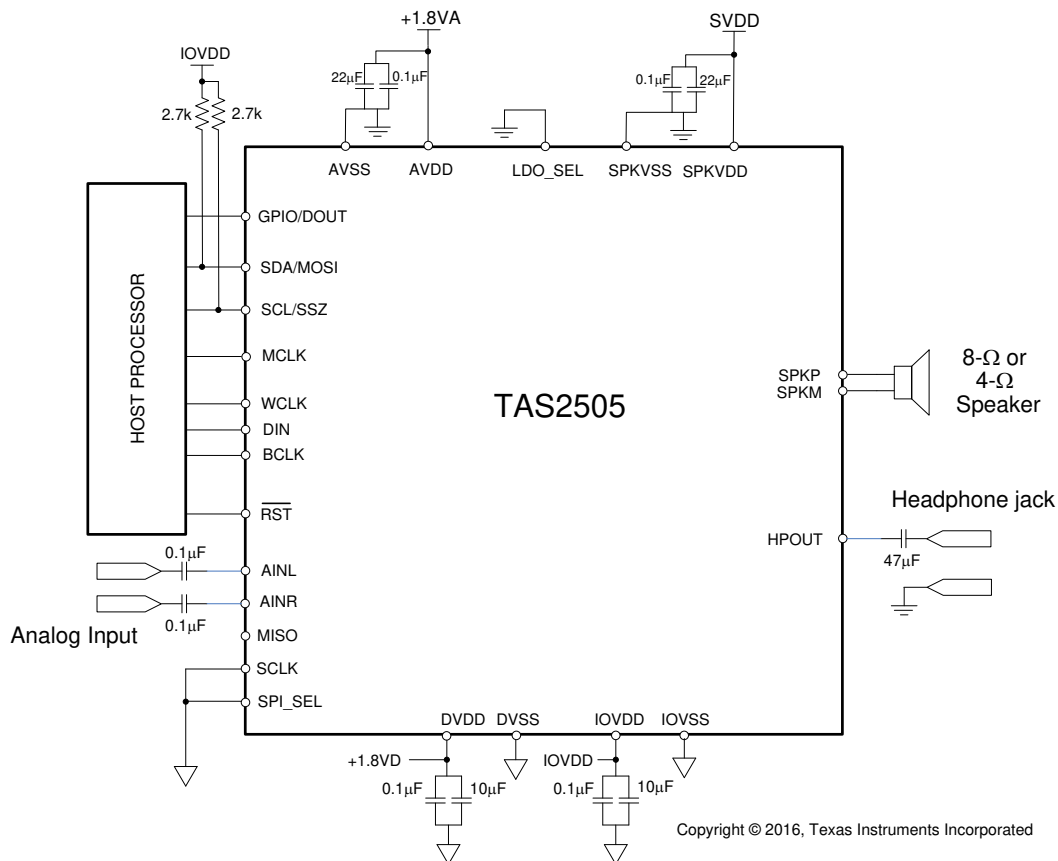 +1.8VA
SVDD
IOVDD
22µF
0.1µF
0.1µF
22µF
2.7k
2.7k
AVSS
AVDD
LDO_SEL
SPKVSS
SPKVDD
HOST PROCESSOR
GPIO/DOUT
SDA/MOSI
SCL/SSZ
MCLK
WCLK
DIN
BCLK
RST
TAS2505
SPKP
SPKM
8-Ω or
4-Ω
Speaker
Headphone jack
HPOUT
47µF
0.1µF
AINL
AINR
0.1µF
Analog Input
MISO
SCLK
SPI_SEL
DVDD
DVSS
IOVDD
IOVSS
+1.8VD
IOVDD
0.1µF
10µF
0.1µF
10µF
Copyright © 2016, Texas Instruments Incorporated